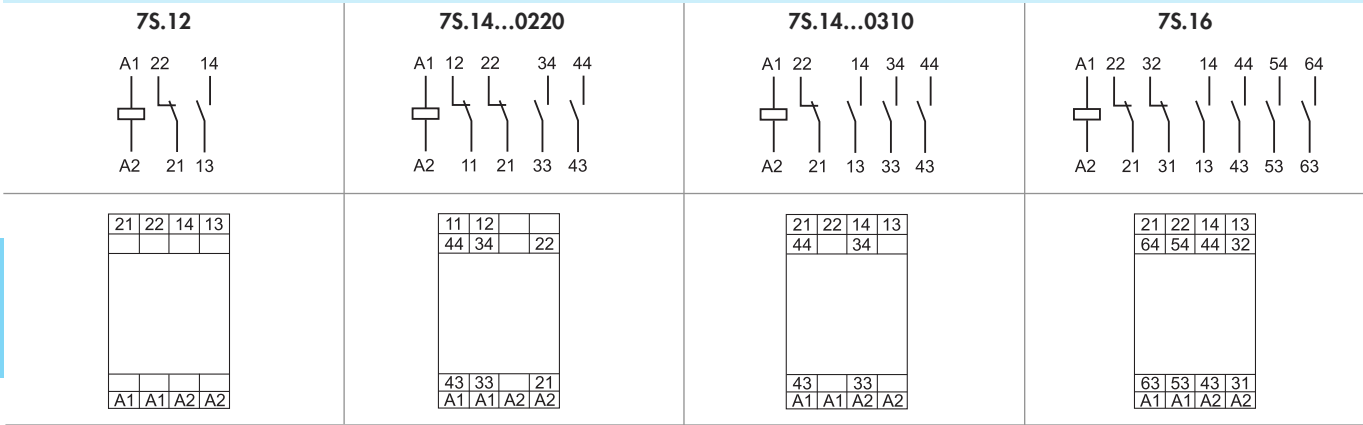 7S.12
A1 22 14
A2 21 13
21 22 14 13
A1 A1 A2 A2
7S.14...0220
A1 12 22 34 44
A2 11 21 33 43
11 12
44 34 22
43 33 21
A1 A1 A2 A2
7S.14...0310
A1 22 14 34 44
A2 21 13 33 43
21 22 14 13
44 34
43 33
A1 A1 A2 A2
7S.16
A1 22 32 14 44 54 64
A2 21 31 13 43 53 63
21 22 14 13
64 54 44 32
63 53 43 31
A1 A1 A2 A2